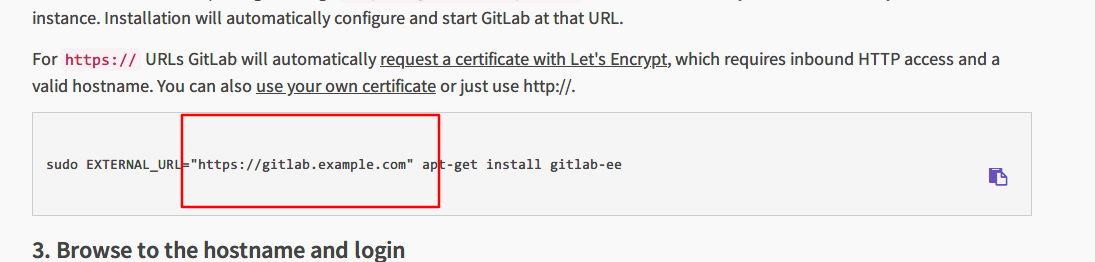 instance. Installation will automatically configure and start GitLab at that URL.
For https:// URLs GitLab will automatically request a certificate with Let's Encrypt, which requires inbound HTTP access and a
valid hostname. You can also use your own certificate or just use http://.
sudo EXTERNAL_URL="https://gitlab.example.com" apt-get install gitlab-ee
3. Browse to the hostname and login